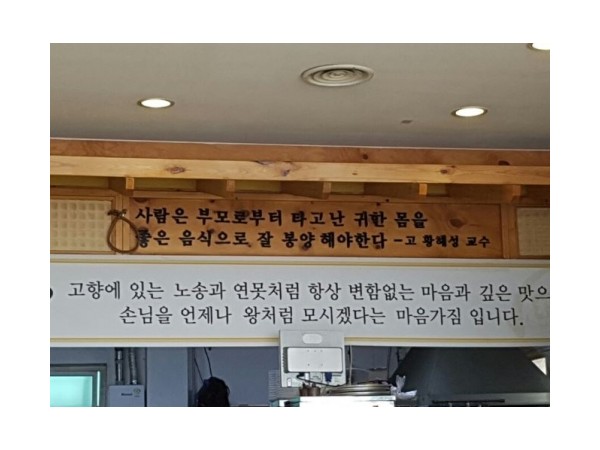 사람은 부모로부터 타고난 귀한 몸을
좋은 음식으로 잘 봉양해야한다 -고 황혜성 교수
고향에 있는 노송과 연못처럼 항상 변함없는 마음과 깊은 맛으
손님을 언제나 왕처럼 모시겠다는 마음가짐 입니다.